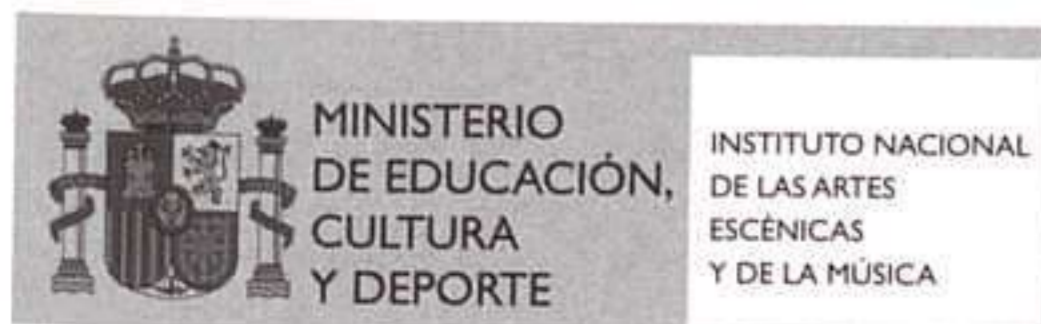 MINISTERIO
DE EDUCACIÓN,
CULTURA
Y DEPORTE
INSTITUTO NACIONAL
DE LAS ARTES
ESCÉNICAS
Y DE LA MÚSICA